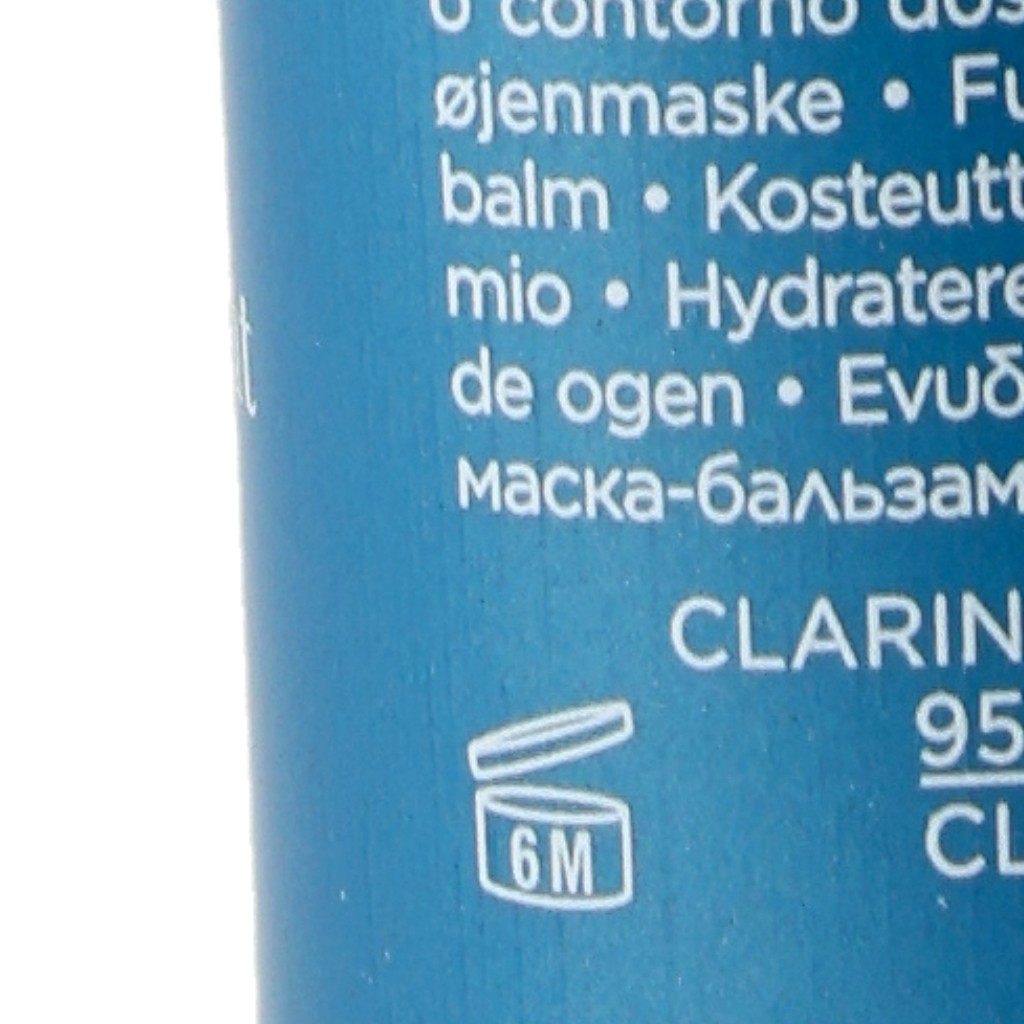 o contorno dos
øjenmaske • Fu
balm • Kosteutt
mio • Hydratere
de ogen • Ενυδ
маска-бальзам
CLARIN
95
CL
6M